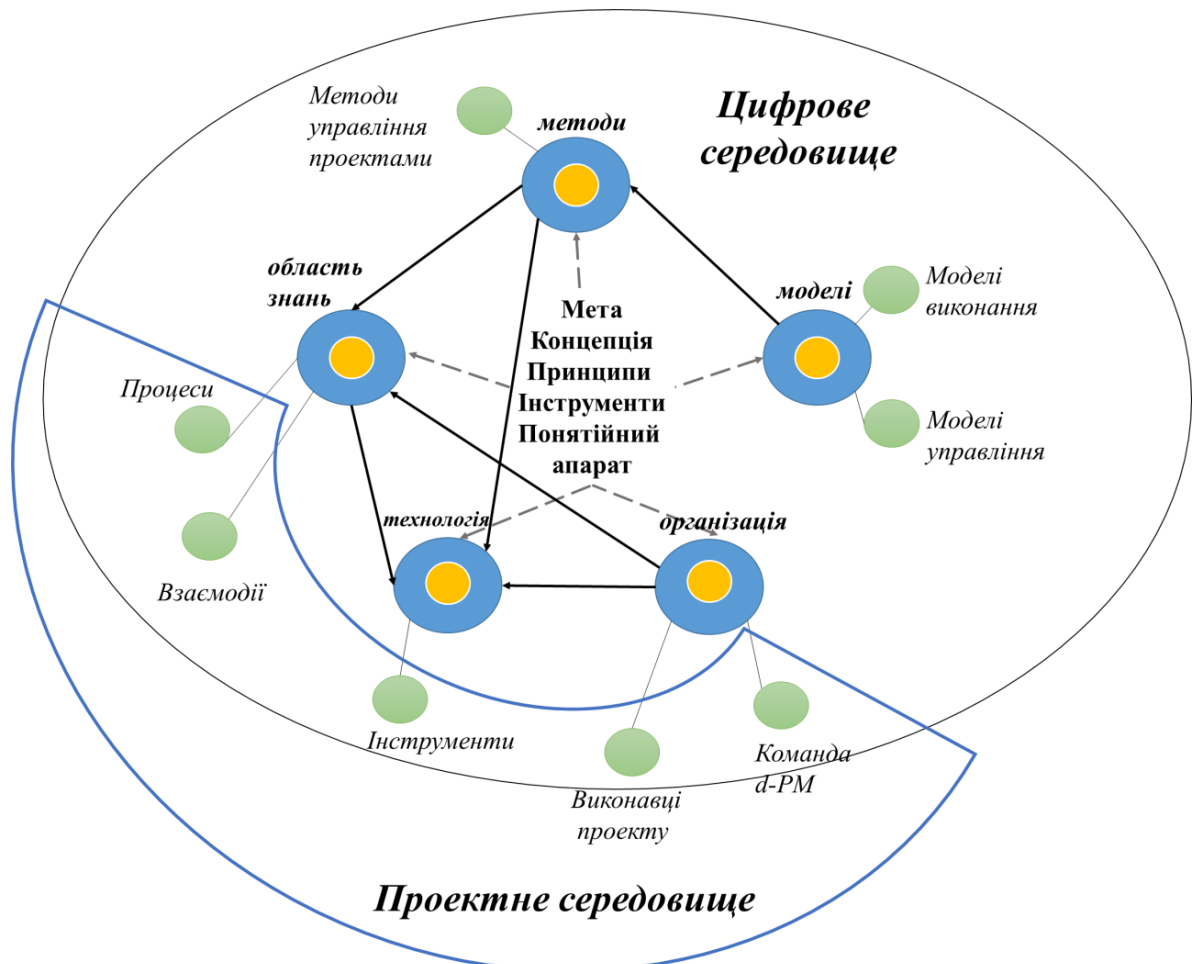 Методи
управління
проектами
методи
Цифрове
середовище
область
знань
моделі
Моделі
виконання
Мета
Концепція
Принципи
Інструменти
Понятійний
апарат
Процеси
Моделі
управління
технологія
організація
Взаємодії
Інструменти
Виконавці
проекту
Команда
d-PM
Проектне середовище